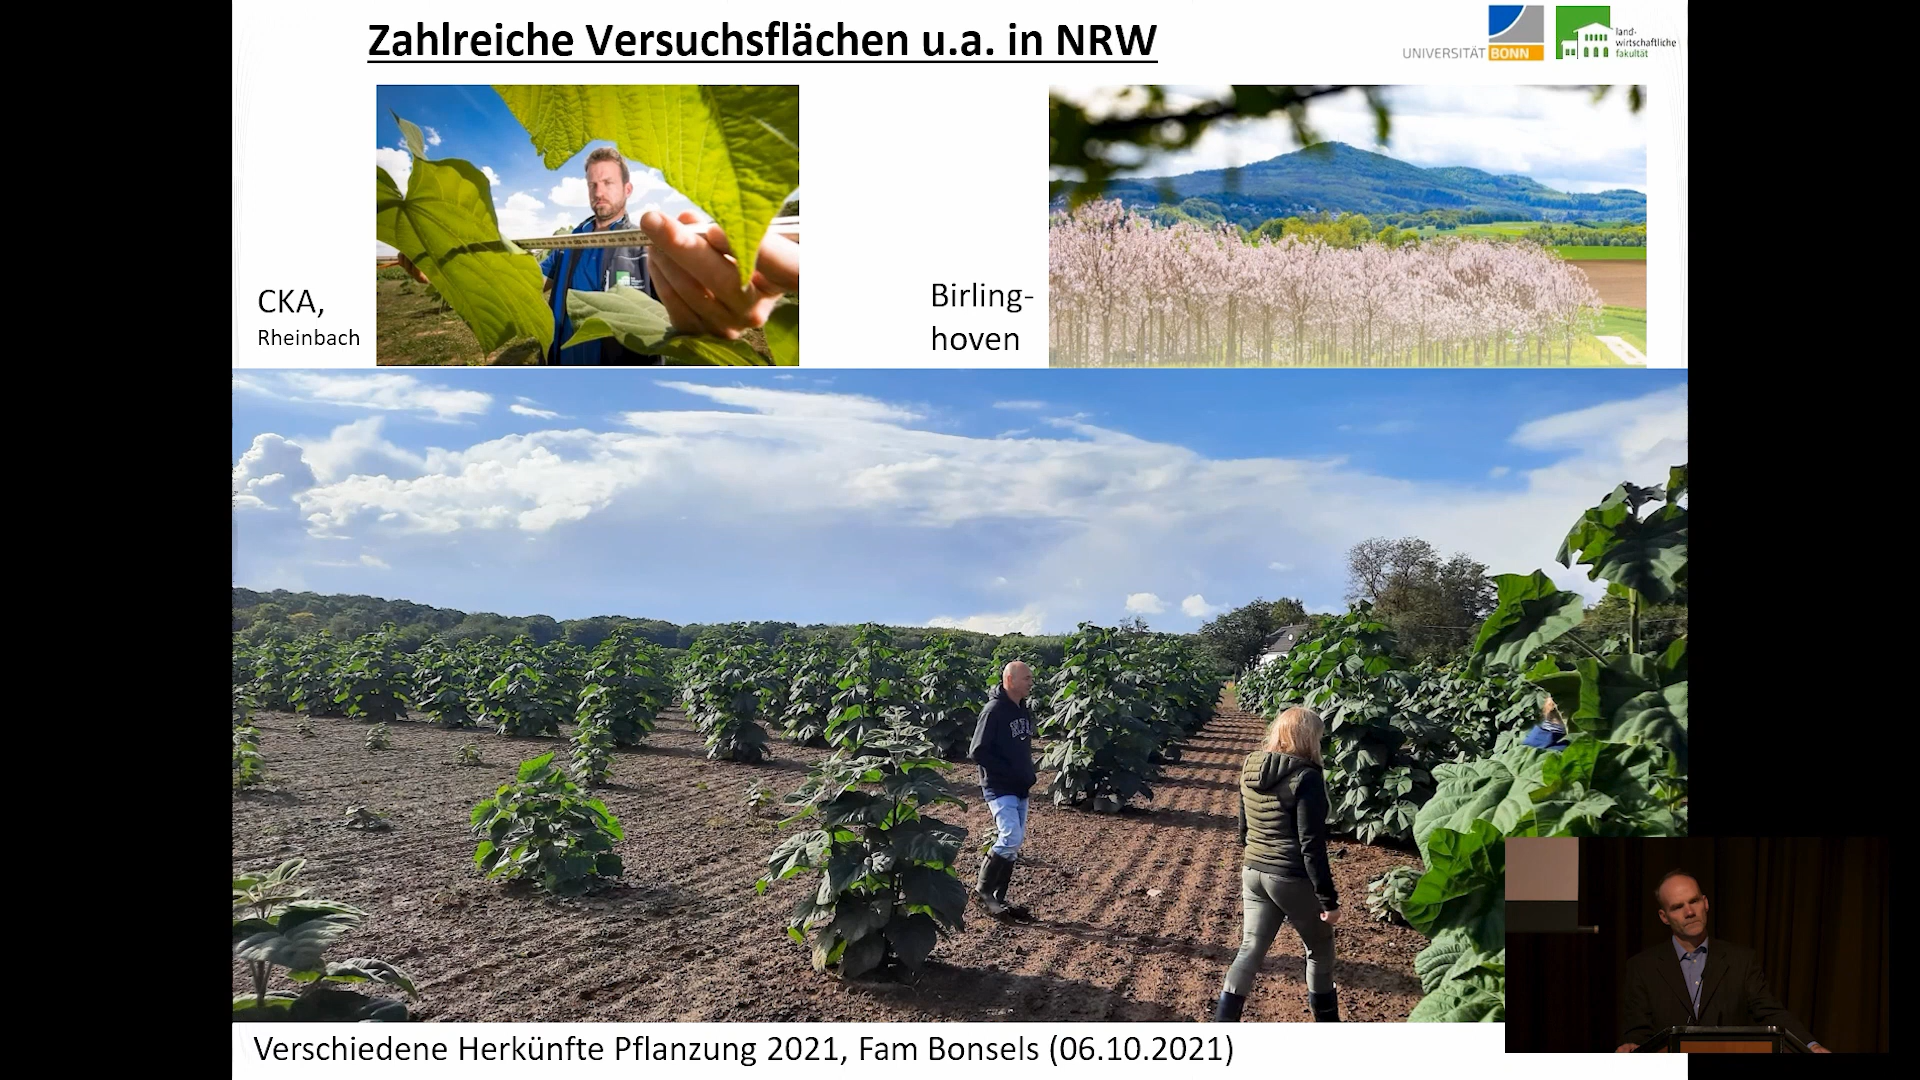 Zahlreiche Versuchsflächen u.a. in NRW
UNIVERSITÄT BONN
land-
wirtschaftliche
fakultät
CKA,
Rheinbach
Birling-
hoven
Verschiedene Herkünfte Pflanzung 2021, Fam Bonsels (06.10.2021)